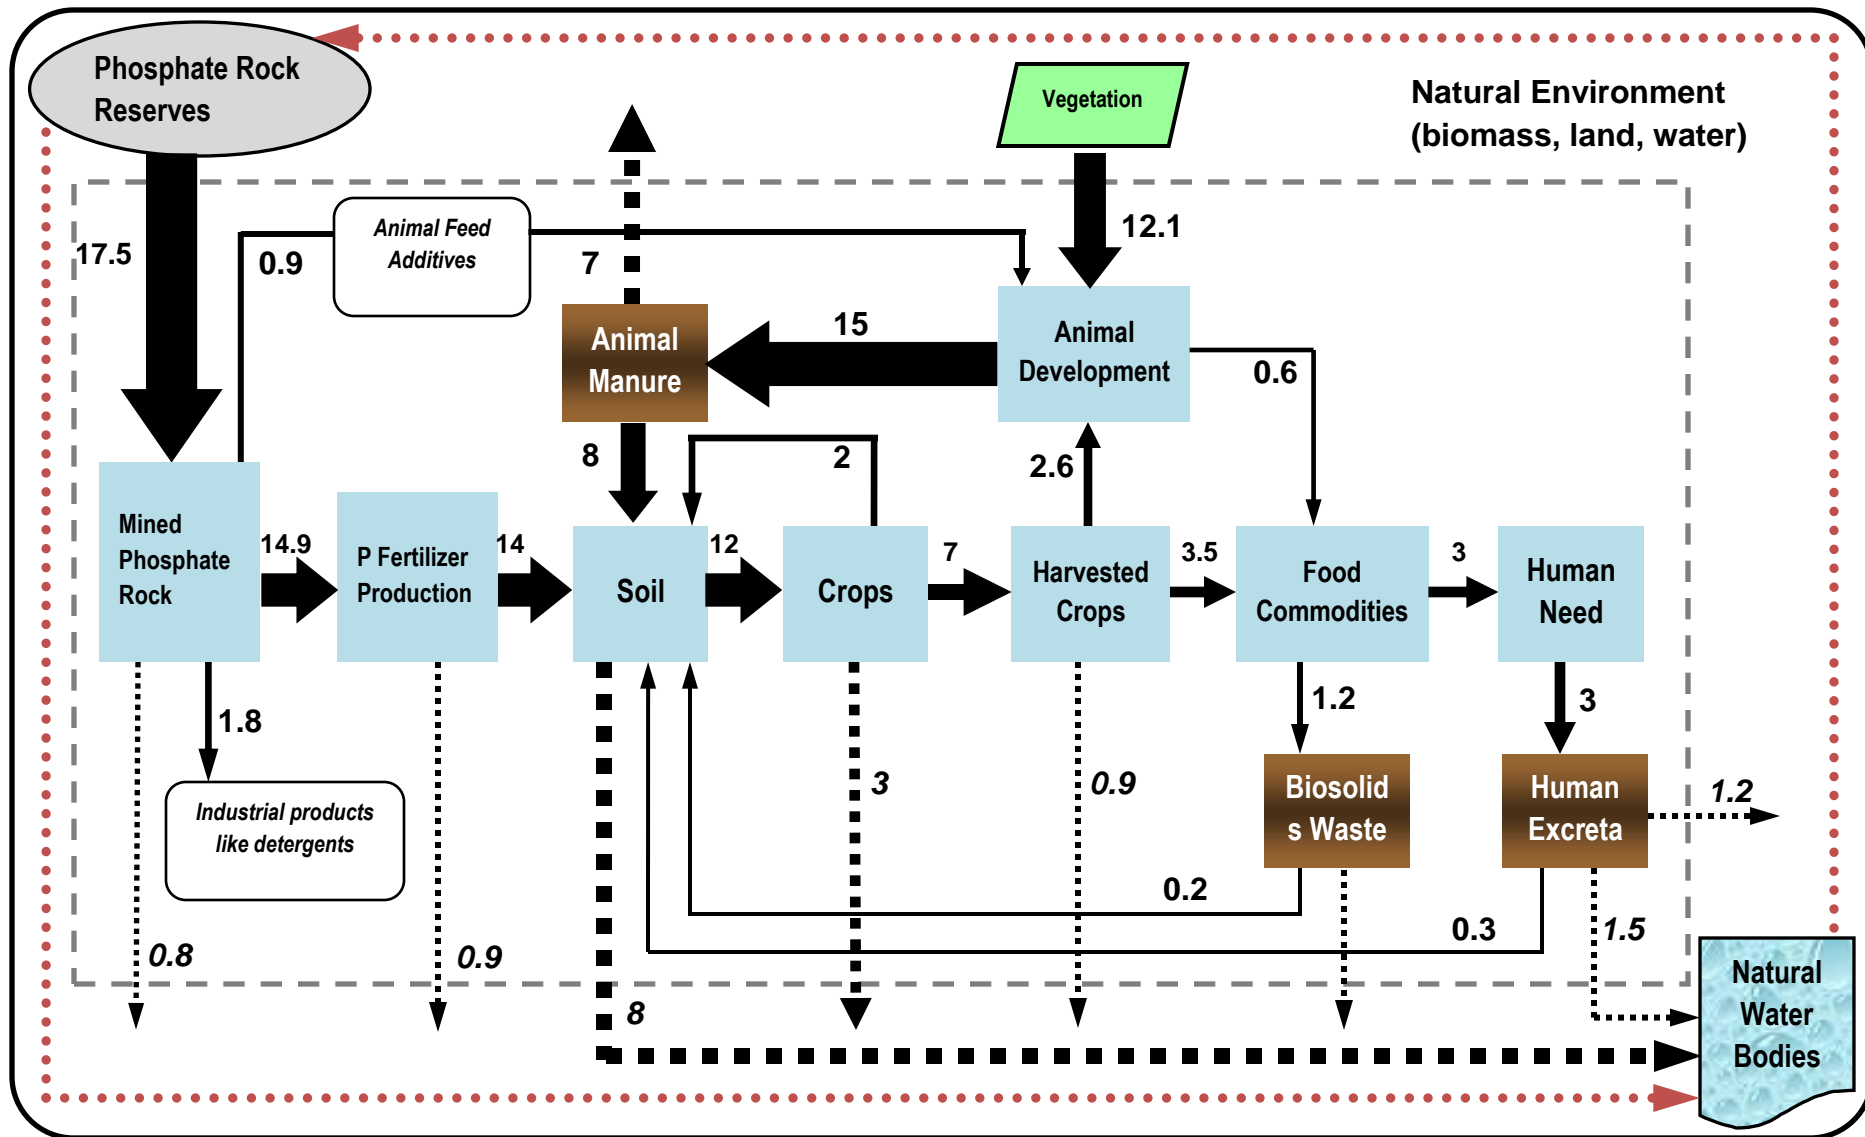 Phosphate Rock
Reserves
Vegetation
Natural Environment
(biomass, land, water)
Animal Feed
Additives
17.5
0.9
7
12.1
Animal
Manure
15
Animal
Development
0.6
8
2
2.6
Mined
Phosphate
Rock
14.9
P Fertilizer
Production
14
Soil
12
Crops
7
Harvested
Crops
3.5
Food
Commodities
3
Human
Need
1.8
1.2
3
Industrial products
like detergents
3
0.9
Biosolid
s Waste
Human
Excreta
1.2
0.2
0.3
1.5
0.8
0.9
8
Natural
Water
Bodies